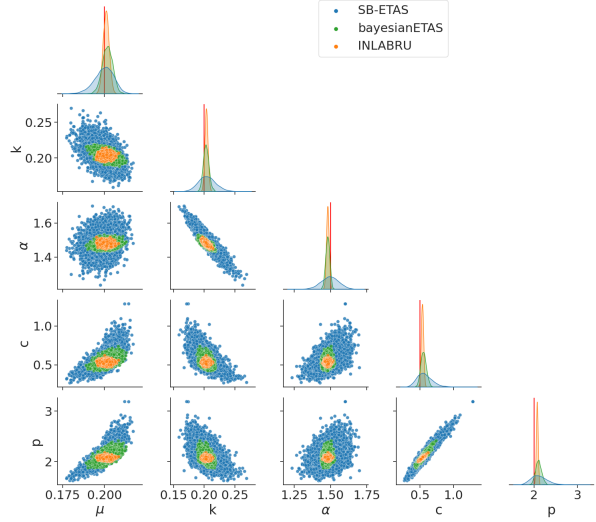 SB-ETAS
bayesianETAS
INLABRU
0.25
0.20
k
1.6
1.4
α
1.0
0.5
c
3
2
p
0.175 0.200
0.15 0.20 0.25
1.25 1.50 1.75
0.5 1.0
2 3
μ k α c p